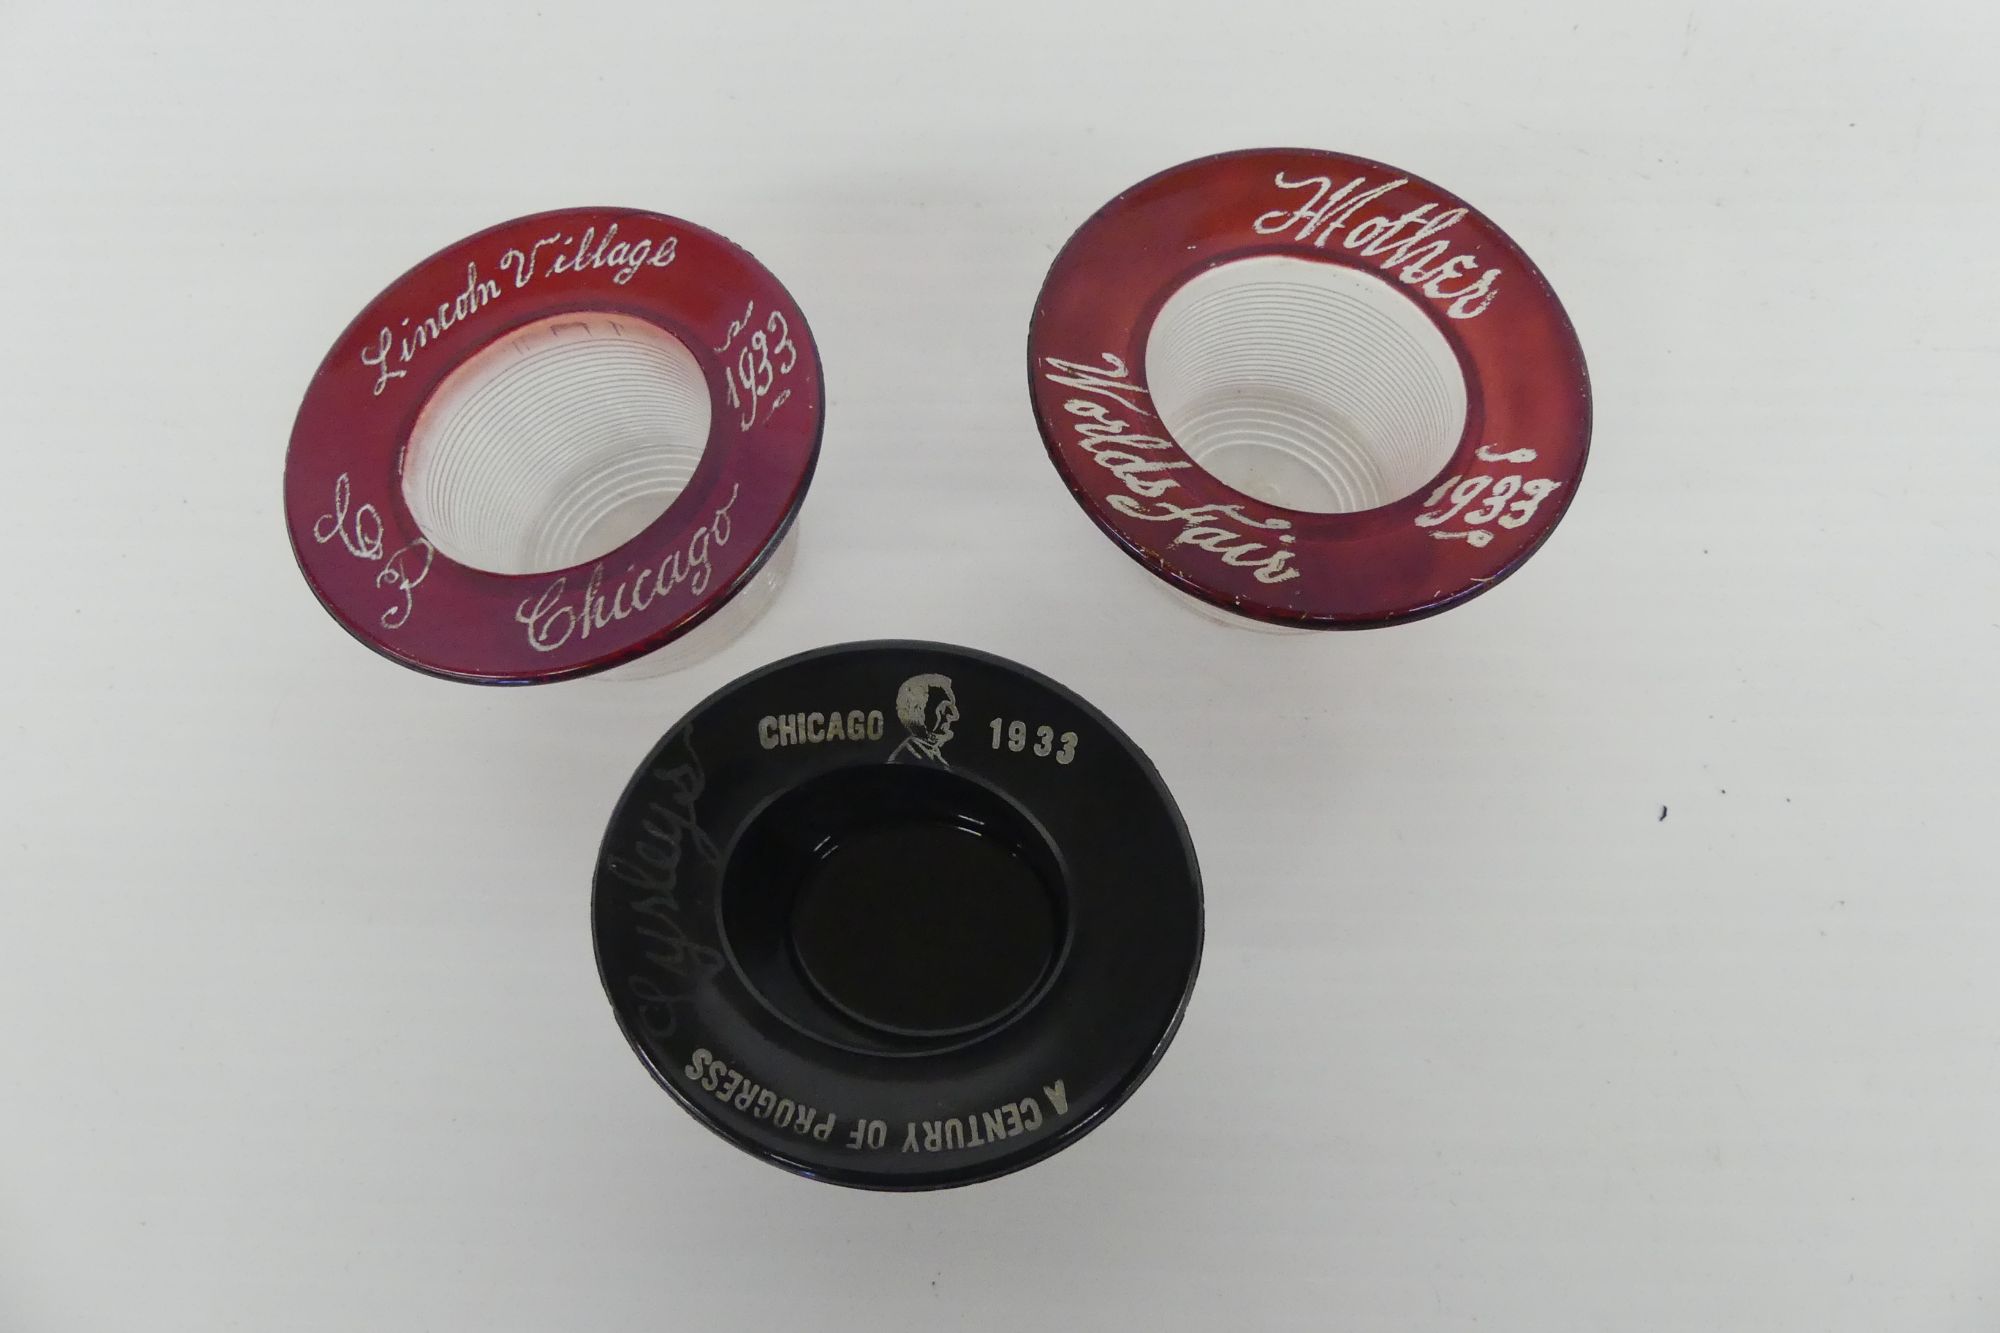 Lincoln Village
1933
Chicago
C P
Mother
1933
Worlds Fair
CHICAGO 1933
A CENTURY OF PROGRESS